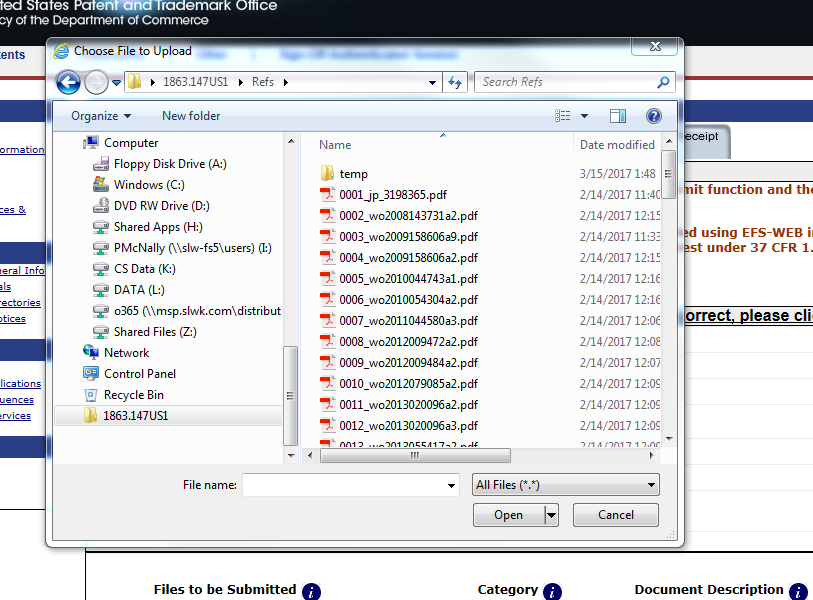 ted States Patent and Trademark Office
cy of the Department of Commerce
ents
Choose File to Upload
1863.147US1 Refs
Search Refs
Organize
New folder
ormation
ces &
neral Info
als
rectories
otices
lications
uences
ervices
eceipt
mit function and the
ed using EFS-WEB i
est under 37 CFR 1.
orrect, please cli
Computer
Floppy Disk Drive (A:)
Windows (C:)
DVD RW Drive (D:)
Shared Apps (H:)
PMcNally (\\slw-fs5\users) (I:)
CS Data (K:)
DATA (L:)
o365 (\\msp.slwk.com\distribut
Shared Files (Z:)
Network
Control Panel
Recycle Bin
1863.147US1
Name Date modified
temp 3/15/2017 1:48
0001_jp_3198365.pdf 2/14/2017 11:40
0002_wo2008143731a2.pdf 2/14/2017 12:15
0003_wo2009158606a9.pdf 2/14/2017 11:33
0004_wo2009158606a2.pdf 2/14/2017 12:15
0005_wo2010044743a1.pdf 2/14/2017 12:16
0006_wo2010054304a2.pdf 2/14/2017 12:16
0007_wo2011044580a3.pdf 2/14/2017 12:06
0008_wo2012009472a2.pdf 2/14/2017 12:08
0009_wo2012009484a2.pdf 2/14/2017 12:07
0010_wo2012079085a2.pdf 2/14/2017 12:09
0011_wo2013020096a2.pdf 2/14/2017 12:09
0012_wo2013020096a3.pdf 2/14/2017 12:09
0013_wo2013055417a2.pdf 2/14/2017 12:09
File name:
All Files (*.*)
Open
Cancel
Files to be Submitted Category Document Description